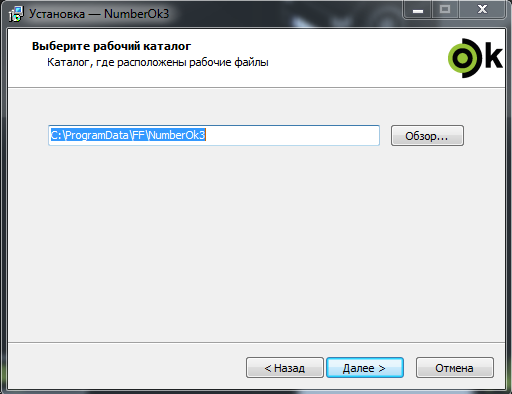 Установка — NumberOk3
Выберите рабочий каталог
Каталог, где расположены рабочие файлы
Ok
C:\ProgramData\FF\NumberOk3
Обзор...
< Назад
Далее >
Отмена